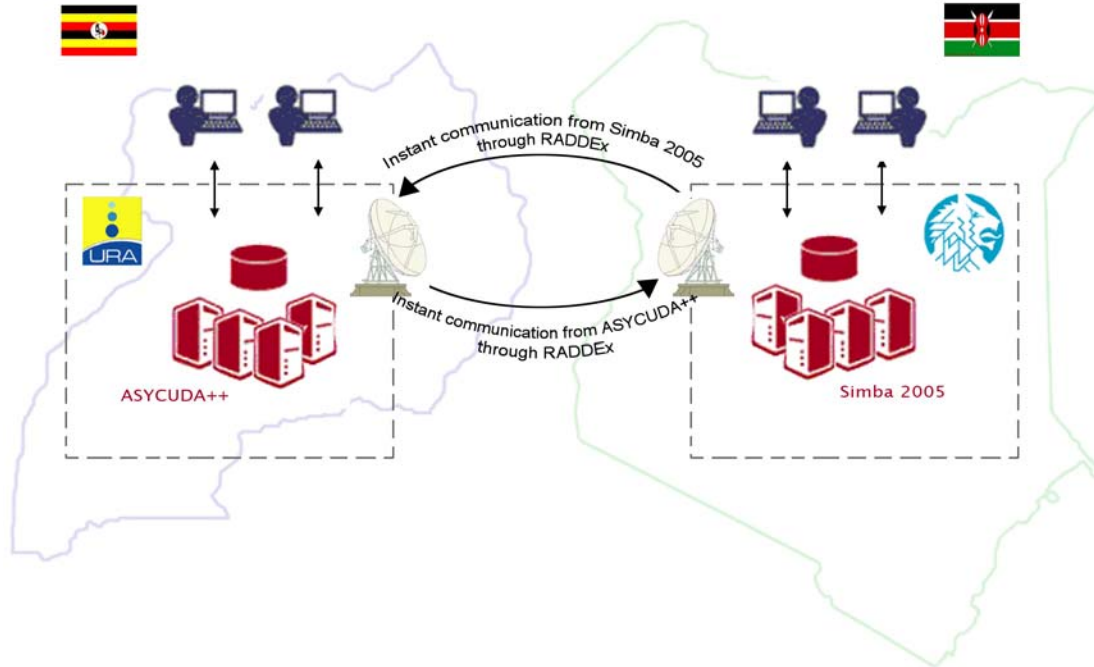 Instant communication from Simba 2005
through RADDEx
URA
Instant communication from ASYCUDA++
through RADDEx
ASYCUDA++
Simba 2005